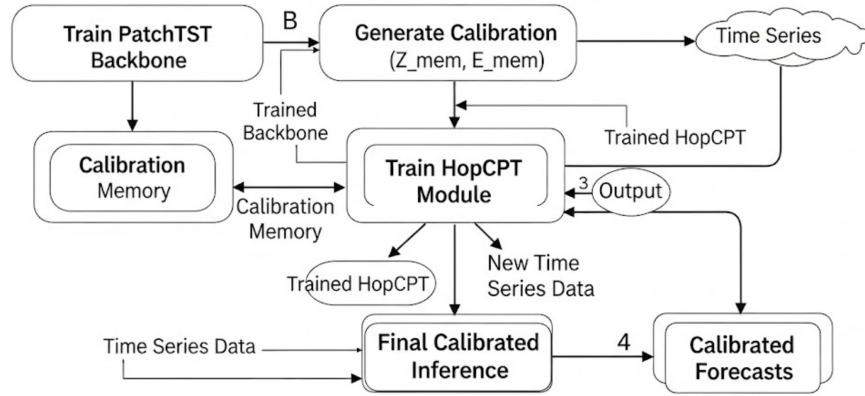 Train PatchTST
Backbone
B
Generate Calibration
(Z_mem, E_mem)
Time Series
Trained
Backbone
Trained HopCPT
Calibration
Memory
Train HopCPT
Module
3
Output
Calibration
Memory
Trained HopCPT
New Time
Series Data
Time Series Data
Final Calibrated
Inference
4
Calibrated
Forecasts